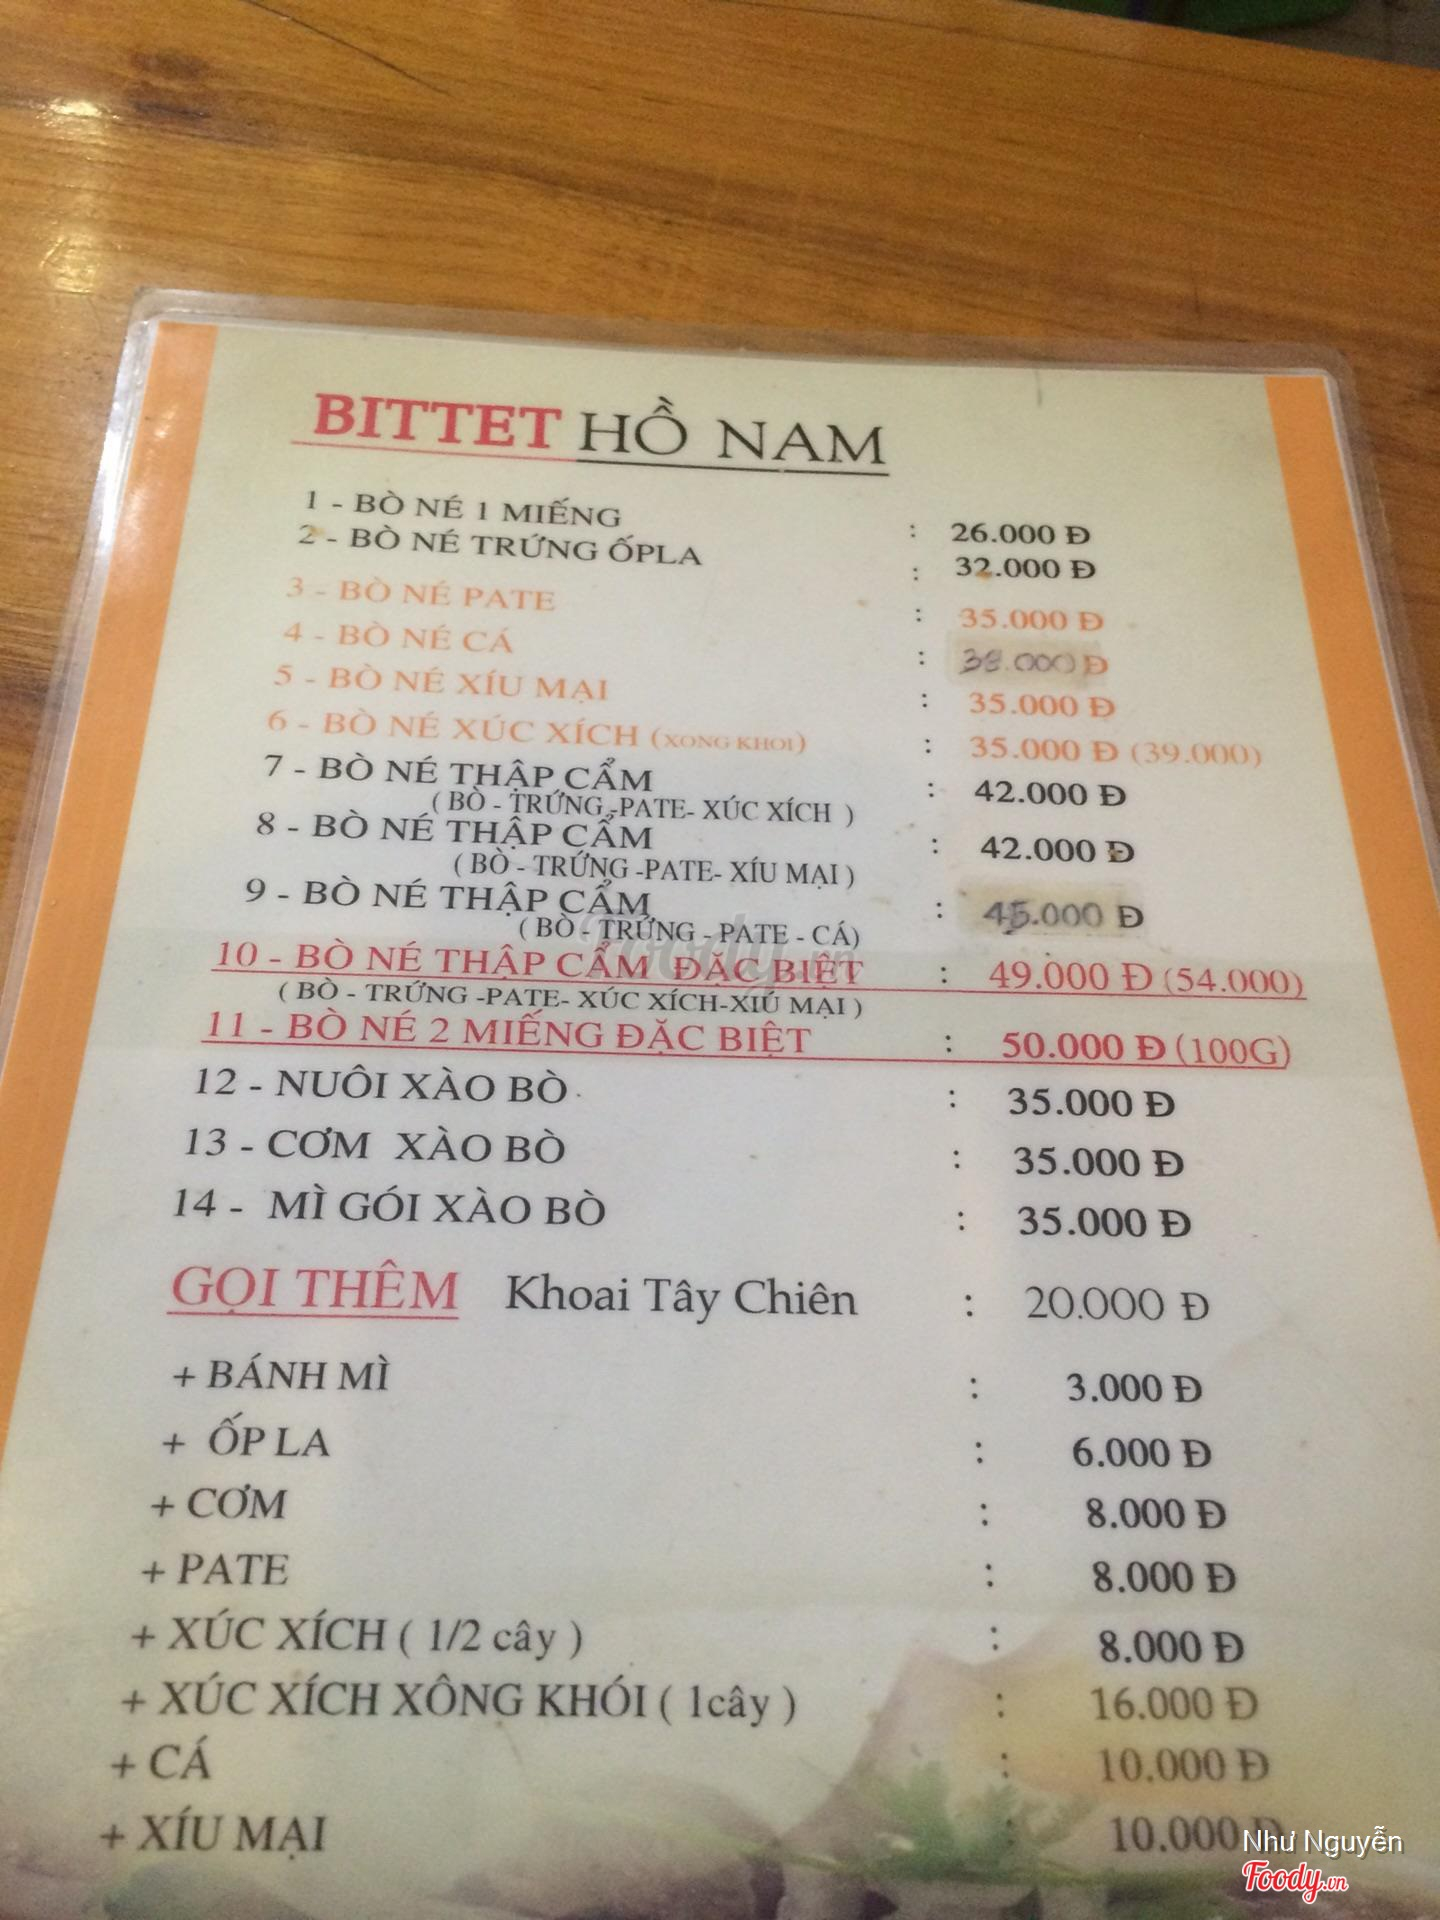 BITTET HỒ NAM
1 - BÒ NÉ 1 MIẾNG : 26.000 Đ
2 - BÒ NÉ TRỨNG ỐPLA : 32.000 Đ
3 - BÒ NÉ PATE : 35.000 Đ
4 - BÒ NÉ CÁ : 38.000 Đ
5 - BÒ NÉ XÍU MẠI : 35.000 Đ
6 - BÒ NÉ XÚC XÍCH (XONG KHOI) : 35.000 Đ (39.000)
7 - BÒ NÉ THẬP CẨM : 42.000 Đ
( BÒ - TRỨNG -PATE- XÚC XÍCH )
8 - BÒ NÉ THẬP CẨM : 42.000 Đ
( BÒ - TRỨNG -PATE- XÍU MẠI )
9 - BÒ NÉ THẬP CẨM : 45.000 Đ
( BÒ - TRỨNG - PATE - CÁ)
10 - BÒ NÉ THẬP CẨM ĐẶC BIỆT : 49.000 Đ (54.000)
( BÒ - TRỨNG -PATE- XÚC XÍCH-XIÚ MẠI )
11 - BÒ NÉ 2 MIẾNG ĐẶC BIỆT : 50.000 Đ (100G)
12 - NUÔI XÀO BÒ : 35.000 Đ
13 - CƠM XÀO BÒ : 35.000 Đ
14 - MÌ GÓI XÀO BÒ : 35.000 Đ
GỌI THÊM Khoai Tây Chiên : 20.000 Đ
+ BÁNH MÌ : 3.000 Đ
+ ỐP LA : 6.000 Đ
+ CƠM : 8.000 Đ
+ PATE : 8.000 Đ
+ XÚC XÍCH ( 1/2 cây ) : 8.000 Đ
+ XÚC XÍCH XÔNG KHÓI ( 1cây ) : 16.000 Đ
+ CÁ : 10.000 Đ
+ XÍU MẠI : 10.000 Đ
Như Nguyễn
Foody.vn
Foody.vn